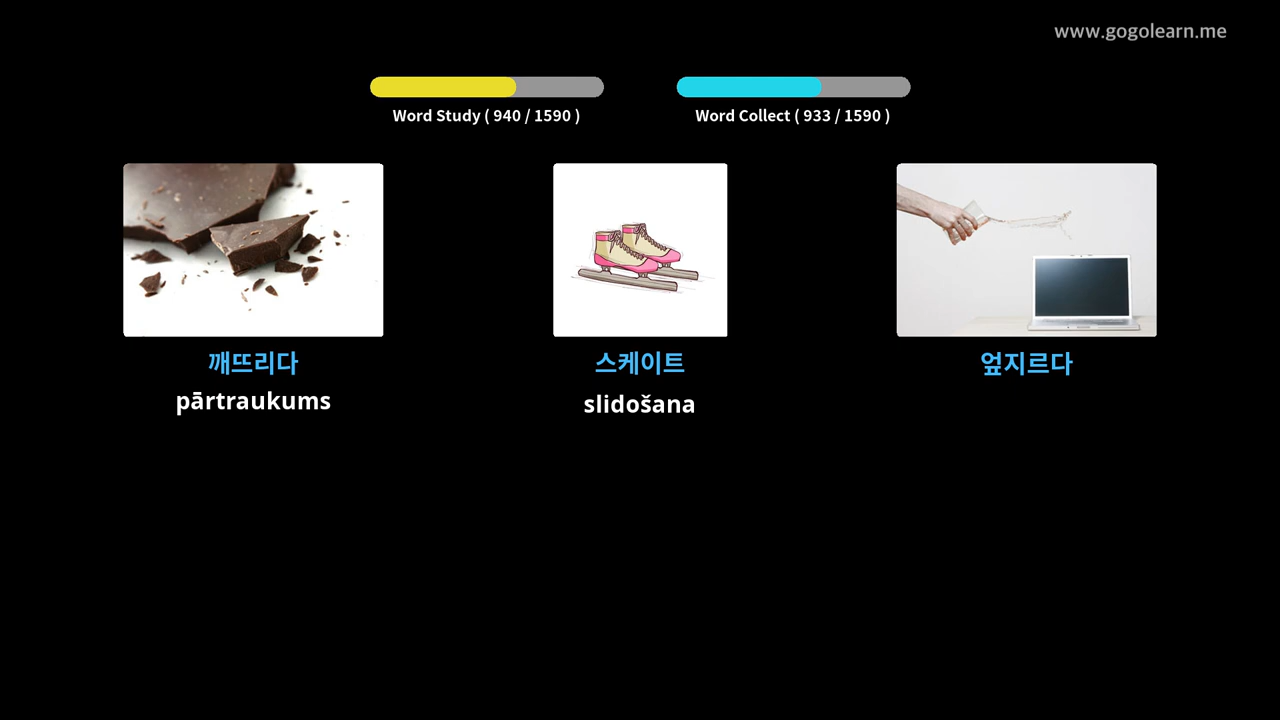 www.gogolearn.me
Word Study ( 940 / 1590 )
Word Collect ( 933 / 1590 )
깨뜨리다
스케이트
엎지르다
pārtraukums
slidošana